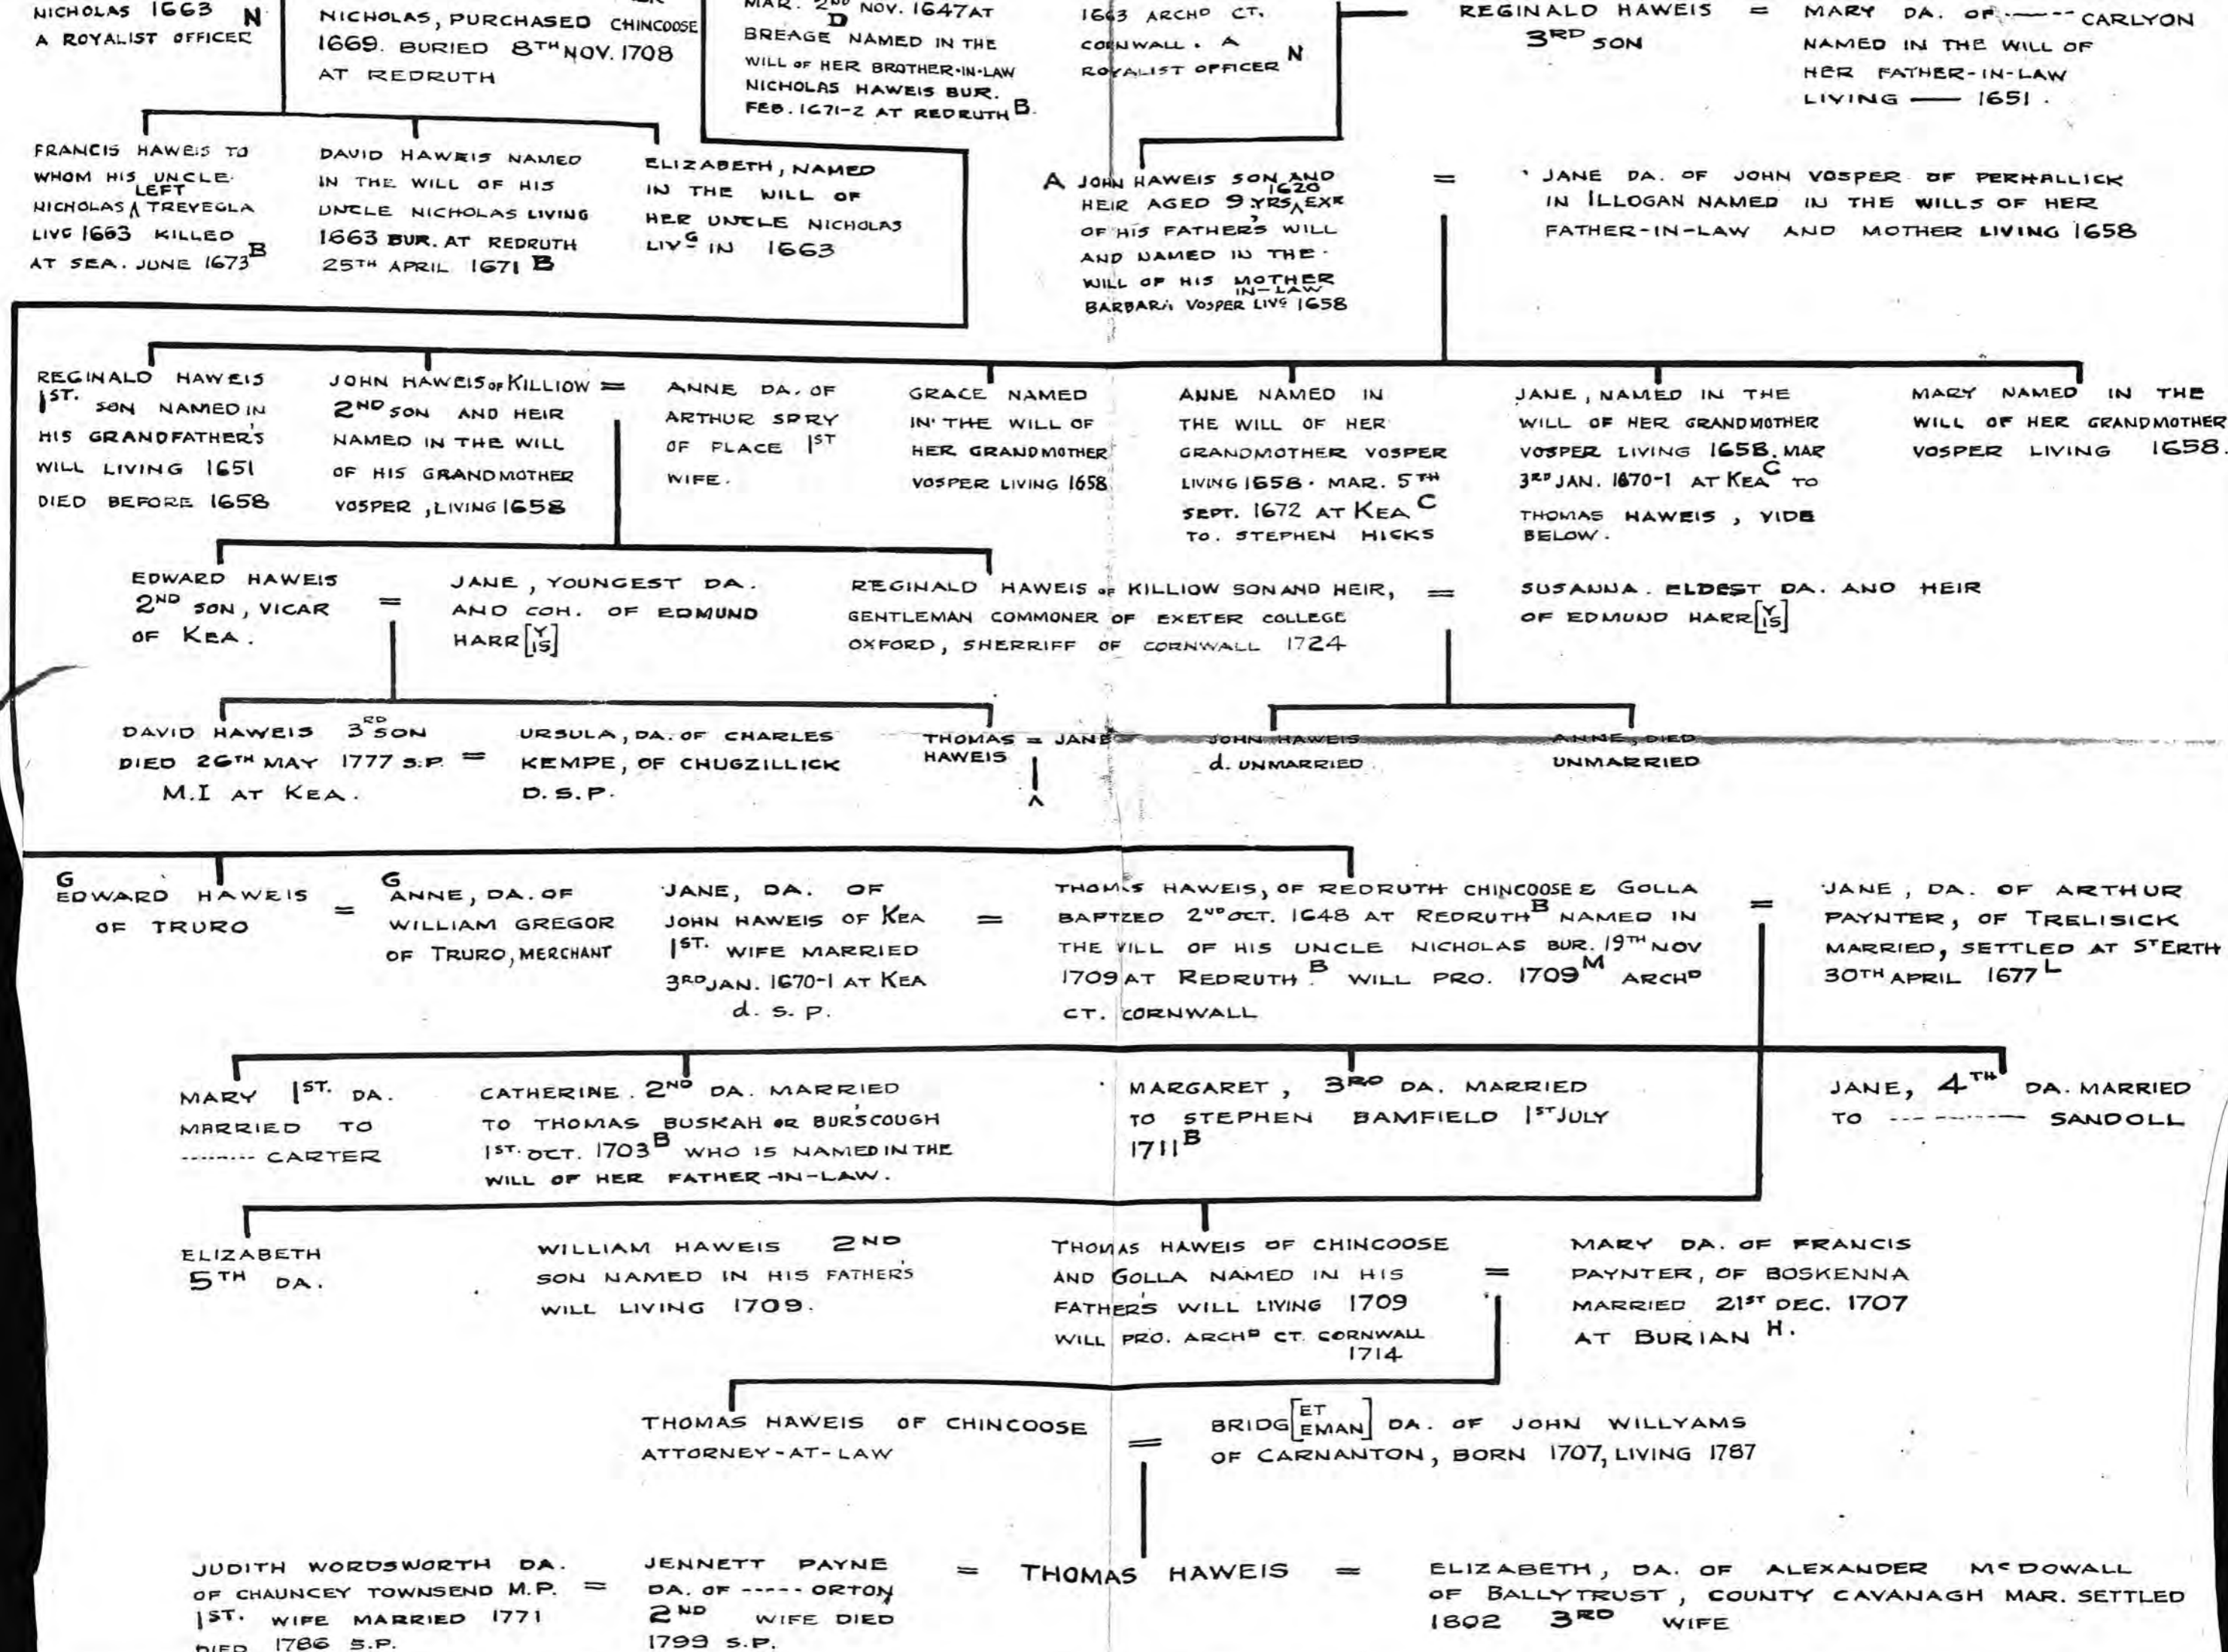 NICHOLAS 1663 N
A ROYALIST OFFICER
NICHOLAS, PURCHASED CHINCOOSE
1669. BURIED 8TH NOV. 1708
AT REDRUTH
MAR. 2ND NOV. 1647 AT
D
BREAGE NAMED IN THE
WILL OF HER BROTHER-IN-LAW
NICHOLAS HAWEIS BUR.
FEB. 1671-2 AT REDRUTH B.
1663 ARCHD CT.
CORNWALL. A
ROYALIST OFFICER N
REGINALD HAWEIS
3RD SON
=
MARY DA. OF ---- CARLYON
NAMED IN THE WILL OF
HER FATHER-IN-LAW
LIVING — 1651.
FRANCIS HAWEIS TO
WHOM HIS UNCLE
LEFT
NICHOLAS ∧ TREVEGLA
LIVG 1663 KILLED
AT SEA. JUNE 1673 B
DAVID HAWEIS NAMED
IN THE WILL OF HIS
UNCLE NICHOLAS LIVING
1663 BUR. AT REDRUTH
25TH APRIL 1671 B
ELIZABETH, NAMED
IN THE WILL OF
HER UNCLE NICHOLAS
LIVG IN 1663
A JOHN HAWEIS SON AND
1620
HEIR AGED 9 YRS ∧ EXR
OF HIS FATHER'S WILL
AND NAMED IN THE
WILL OF HIS MOTHER
IN-LAW
BARBARA VOSPER LIVG 1658
=
JANE DA. OF JOHN VOSPER OF PERHALLICK
IN ILLOGAN NAMED IN THE WILLS OF HER
FATHER-IN-LAW AND MOTHER LIVING 1658
REGINALD HAWEIS
1ST. SON NAMED IN
HIS GRANDFATHER'S
WILL LIVING 1651
DIED BEFORE 1658
JOHN HAWEIS OF KILLIOW =
2ND SON AND HEIR
NAMED IN THE WILL
OF HIS GRANDMOTHER
VOSPER, LIVING 1658
ANNE DA. OF
ARTHUR SPRY
OF PLACE 1ST
WIFE.
GRACE NAMED
IN THE WILL OF
HER GRANDMOTHER
VOSPER LIVING 1658
ANNE NAMED IN
THE WILL OF HER
GRANDMOTHER VOSPER
LIVING 1658. MAR. 5TH
SEPT. 1672 AT KEA C
TO. STEPHEN HICKS
JANE, NAMED IN THE
WILL OF HER GRANDMOTHER
VOSPER LIVING 1658. MAR
3RD JAN. 1670-1 AT KEA C TO
THOMAS HAWEIS, VIDE
BELOW.
MARY NAMED IN THE
WILL OF HER GRANDMOTHER
VOSPER LIVING 1658.
EDWARD HAWEIS
2ND SON, VICAR
OF KEA.
=
JANE, YOUNGEST DA.
AND COH. OF EDMUND
HARR[Y IS]
REGINALD HAWEIS OF KILLIOW SON AND HEIR,
GENTLEMAN COMMONER OF EXETER COLLEGE
OXFORD, SHERRIFF OF CORNWALL 1724
=
SUSANNA. ELDEST DA. AND HEIR
OF EDMUND HARR[Y IS]
DAVID HAWEIS 3RD SON
DIED 26TH MAY 1777 S.P. =
M.I AT KEA.
URSULA, DA. OF CHARLES
KEMPE, OF CHUGZILLICK
D.S.P.
THOMAS = JANE
HAWEIS
JOHN HAWEIS
d. UNMARRIED.
ANNE, DIED
UNMARRIED
G
EDWARD HAWEIS
OF TRURO
=
G
ANNE, DA. OF
WILLIAM GREGOR
OF TRURO, MERCHANT
JANE, DA. OF
JOHN HAWEIS OF KEA
1ST. WIFE MARRIED
3RD JAN. 1670-1 AT KEA
d. s. p.
=
THOMAS HAWEIS, OF REDRUTH CHINCOOSE & GOLLA
BAPTZED 2ND OCT. 1648 AT REDRUTH B NAMED IN
THE WILL OF HIS UNCLE NICHOLAS BUR. 19TH NOV
1709 AT REDRUTH. B WILL PRO. 1709 M ARCHD
CT. CORNWALL
=
JANE, DA. OF ARTHUR
PAYNTER, OF TRELISICK
MARRIED, SETTLED AT ST ERTH
30TH APRIL 1677 L
MARY 1ST. DA.
MARRIED TO
-------- CARTER
CATHERINE. 2ND DA. MARRIED
TO THOMAS BUSKAH OR BURSCOUGH
1ST. OCT. 1703 B WHO IS NAMED IN THE
WILL OF HER FATHER-IN-LAW.
MARGARET, 3RD DA. MARRIED
TO STEPHEN BAMFIELD 1ST JULY
1711 B
JANE, 4TH DA. MARRIED
TO ---------- SANDOLL
ELIZABETH
5TH DA.
WILLIAM HAWEIS 2ND
SON NAMED IN HIS FATHER'S
WILL LIVING 1709.
THOMAS HAWEIS OF CHINCOOSE
AND GOLLA NAMED IN HIS
FATHER'S WILL LIVING 1709
WILL PRO. ARCHD CT. CORNWALL
1714
=
MARY DA. OF FRANCIS
PAYNTER, OF BOSKENNA
MARRIED 21ST DEC. 1707
AT BURIAN H.
THOMAS HAWEIS OF CHINCOOSE
ATTORNEY-AT-LAW
=
BRIDG[ET EMAN] DA. OF JOHN WILLYAMS
OF CARNANTON, BORN 1707, LIVING 1787
JUDITH WORDSWORTH DA.
OF CHAUNCEY TOWNSEND M.P. =
1ST. WIFE MARRIED 1771
DIED 1786 S.P.
JENNETT PAYNE
DA. OF ----- ORTON
2ND WIFE DIED
1799 S.P.
= THOMAS HAWEIS =
ELIZABETH, DA. OF ALEXANDER McDOWALL
OF BALLYTRUST, COUNTY CAVANAGH MAR. SETTLED
1802 3RD WIFE